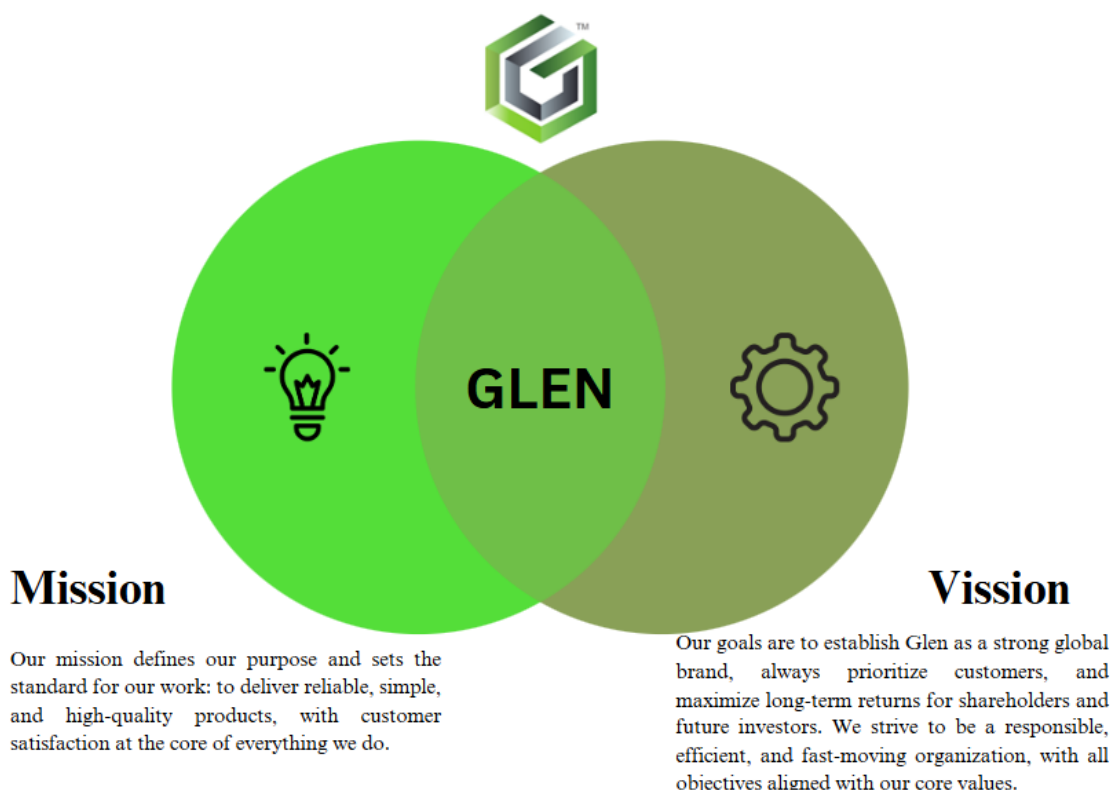 TM
GLEN
Mission
Our mission defines our purpose and sets the
standard for our work: to deliver reliable, simple,
and high-quality products, with customer
satisfaction at the core of everything we do.
Vission
Our goals are to establish Glen as a strong global
brand, always prioritize customers, and
maximize long-term returns for shareholders and
future investors. We strive to be a responsible,
efficient, and fast-moving organization, with all
objectives aligned with our core values.